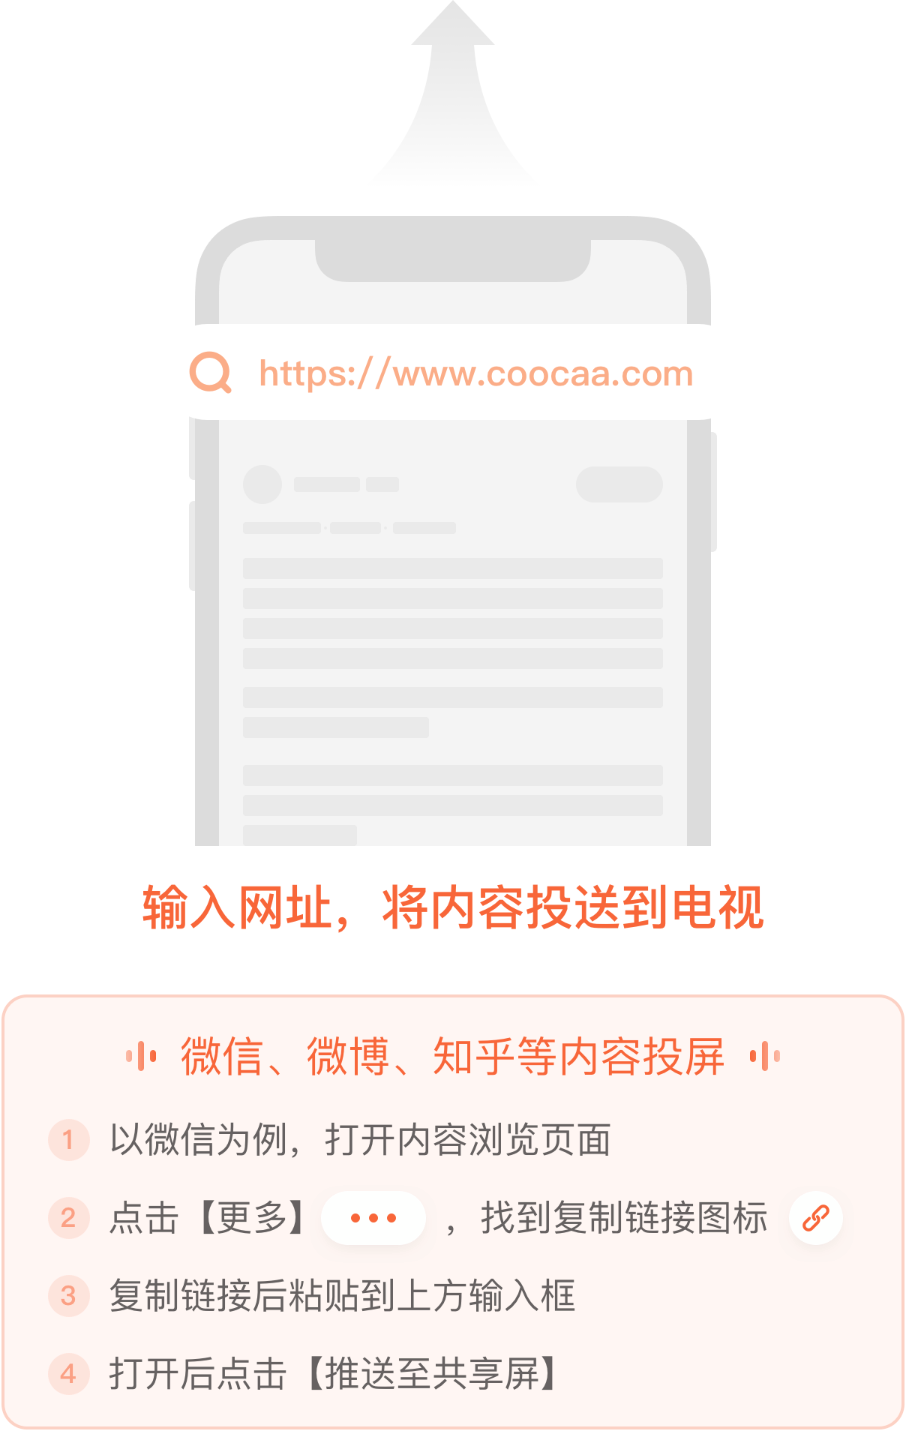 https://www.coocaa.com
输入网址，将内容投送到电视
微信、微博、知乎等内容投屏
1 以微信为例，打开内容浏览页面
2 点击【更多】 ，找到复制链接图标
3 复制链接后粘贴到上方输入框
4 打开后点击【推送至共享屏】